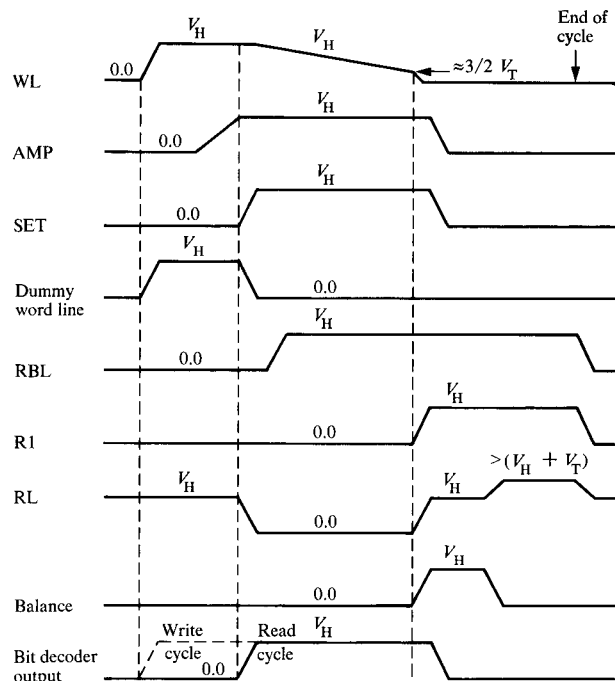 V_H
V_H
End of
cycle
0.0
≈3/2 V_T
WL
V_H
0.0
AMP
V_H
0.0
SET
V_H
0.0
Dummy
word line
V_H
0.0
RBL
V_H
0.0
R1
>(V_H + V_T)
V_H
V_H
RL
0.0
V_H
0.0
Balance
Write
cycle
Read
cycle
V_H
0.0
Bit decoder
output